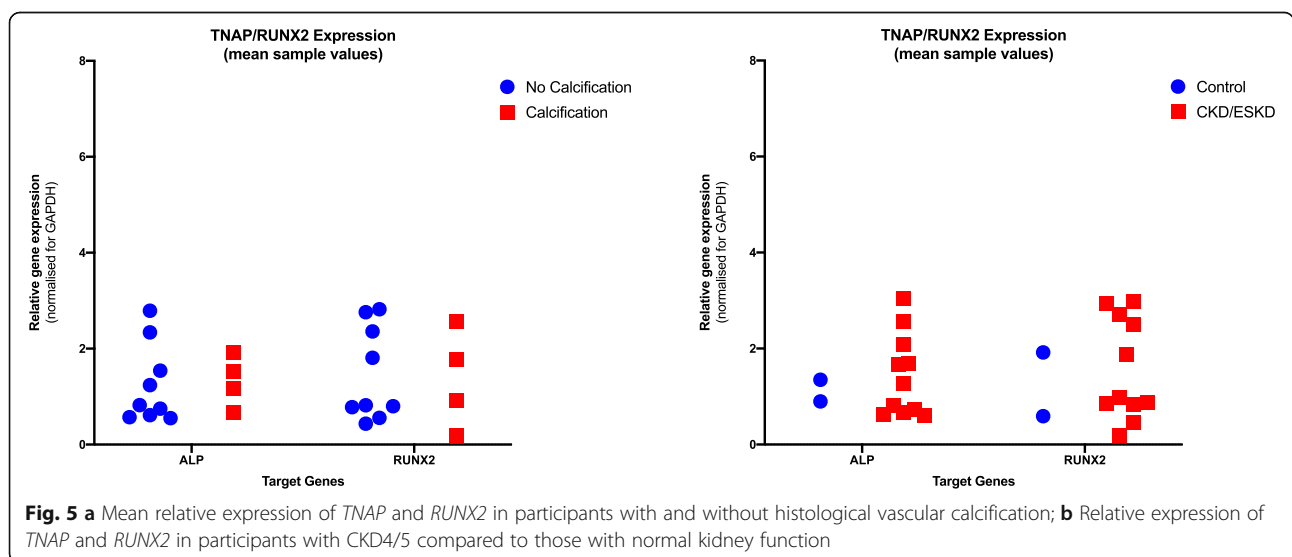 TNAP/RUNX2 Expression
(mean sample values)
8
6
4
2
0
Relative gene expression
(normalised for GAPDH)
No Calcification
Calcification
ALP
RUNX2
Target Genes
TNAP/RUNX2 Expression
(mean sample values)
8
6
4
2
0
Relative gene expression
(normalised for GAPDH)
Control
CKD/ESKD
ALP
RUNX2
Target Genes
Fig. 5 a Mean relative expression of TNAP and RUNX2 in participants with and without histological vascular calcification; b Relative expression of
TNAP and RUNX2 in participants with CKD4/5 compared to those with normal kidney function